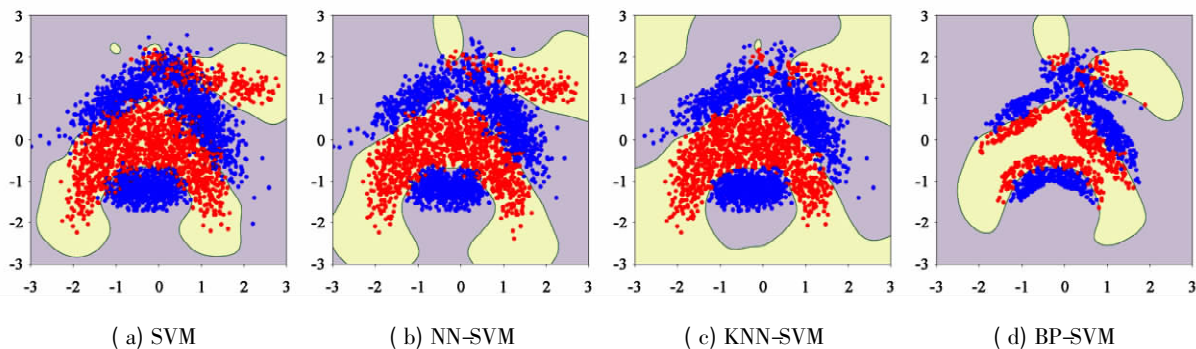 3 3 3 3
2 2 2 2
1 1 1 1
0 0 0 0
-1 -1 -1 -1
-2 -2 -2 -2
-3 -3 -3 -3
-3 -2 -1 0 1 2 3 -3 -2 -1 0 1 2 3 -3 -2 -1 0 1 2 3 -3 -2 -1 0 1 2 3
( a) SVM ( b) NN-SVM ( c) KNN-SVM ( d) BP-SVM